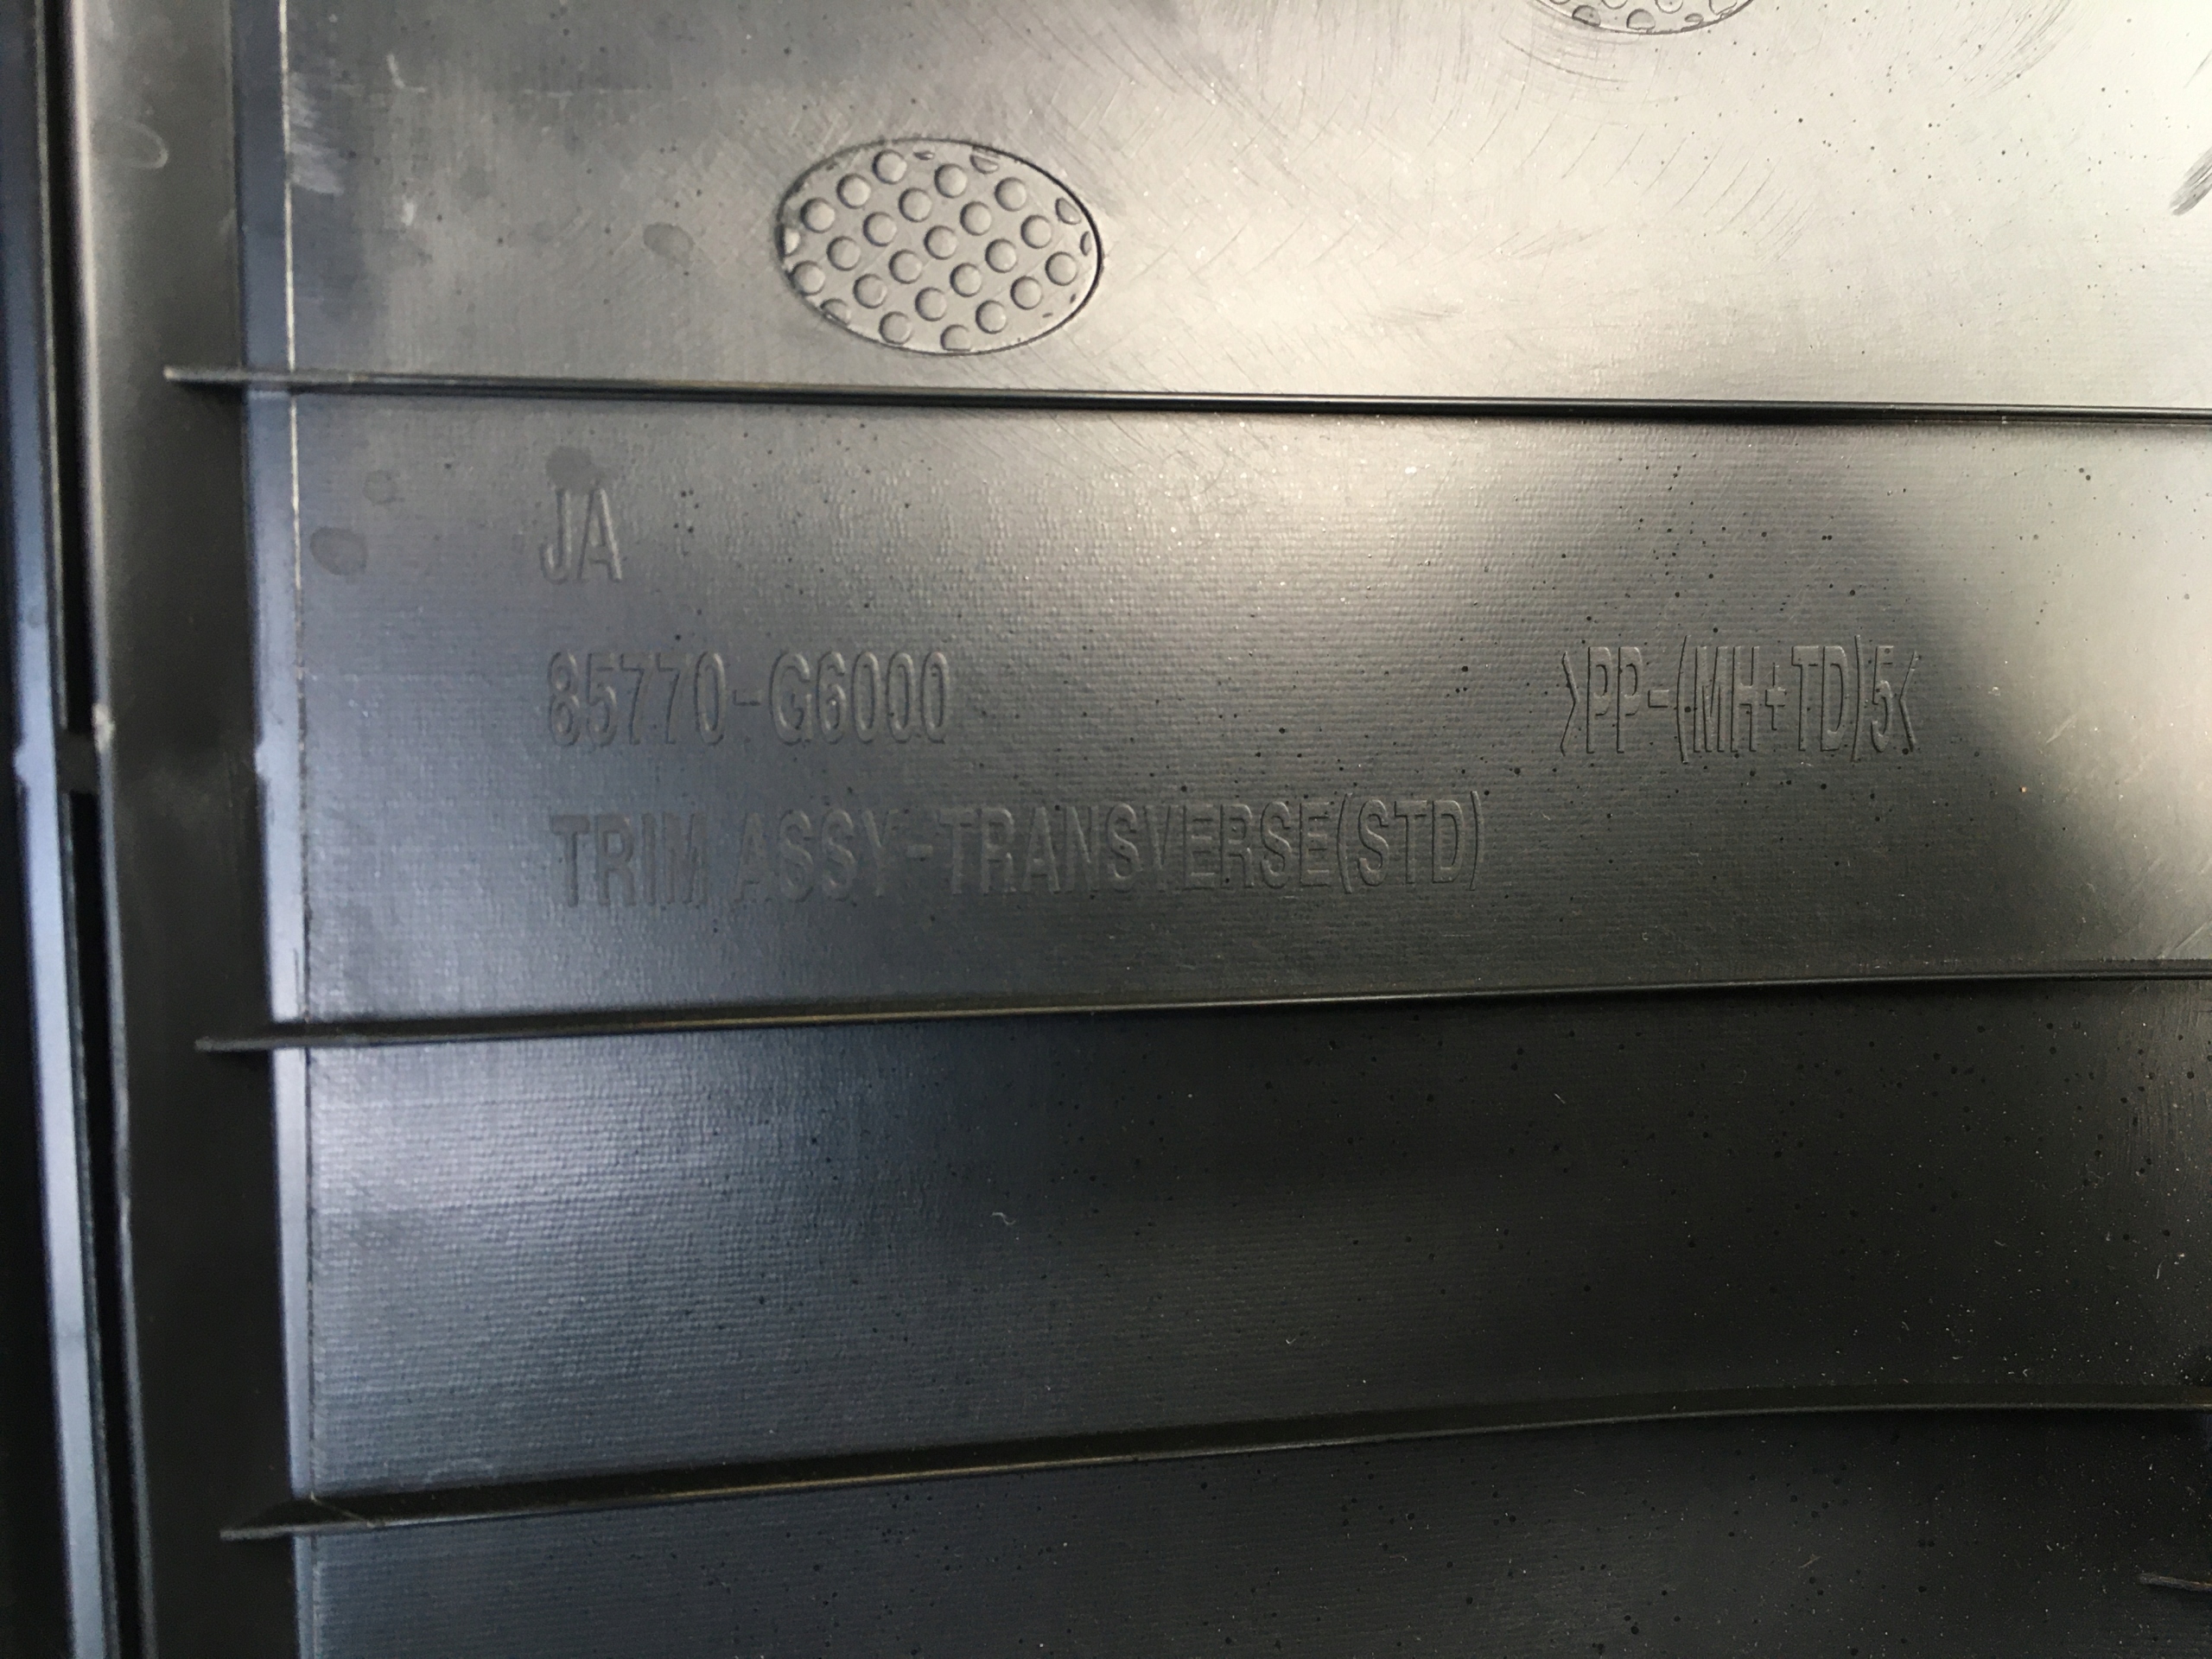 JA
85770-G6000
>PP-(MH+TD)5<
TRIM ASSY-TRANSVERSE(STD)